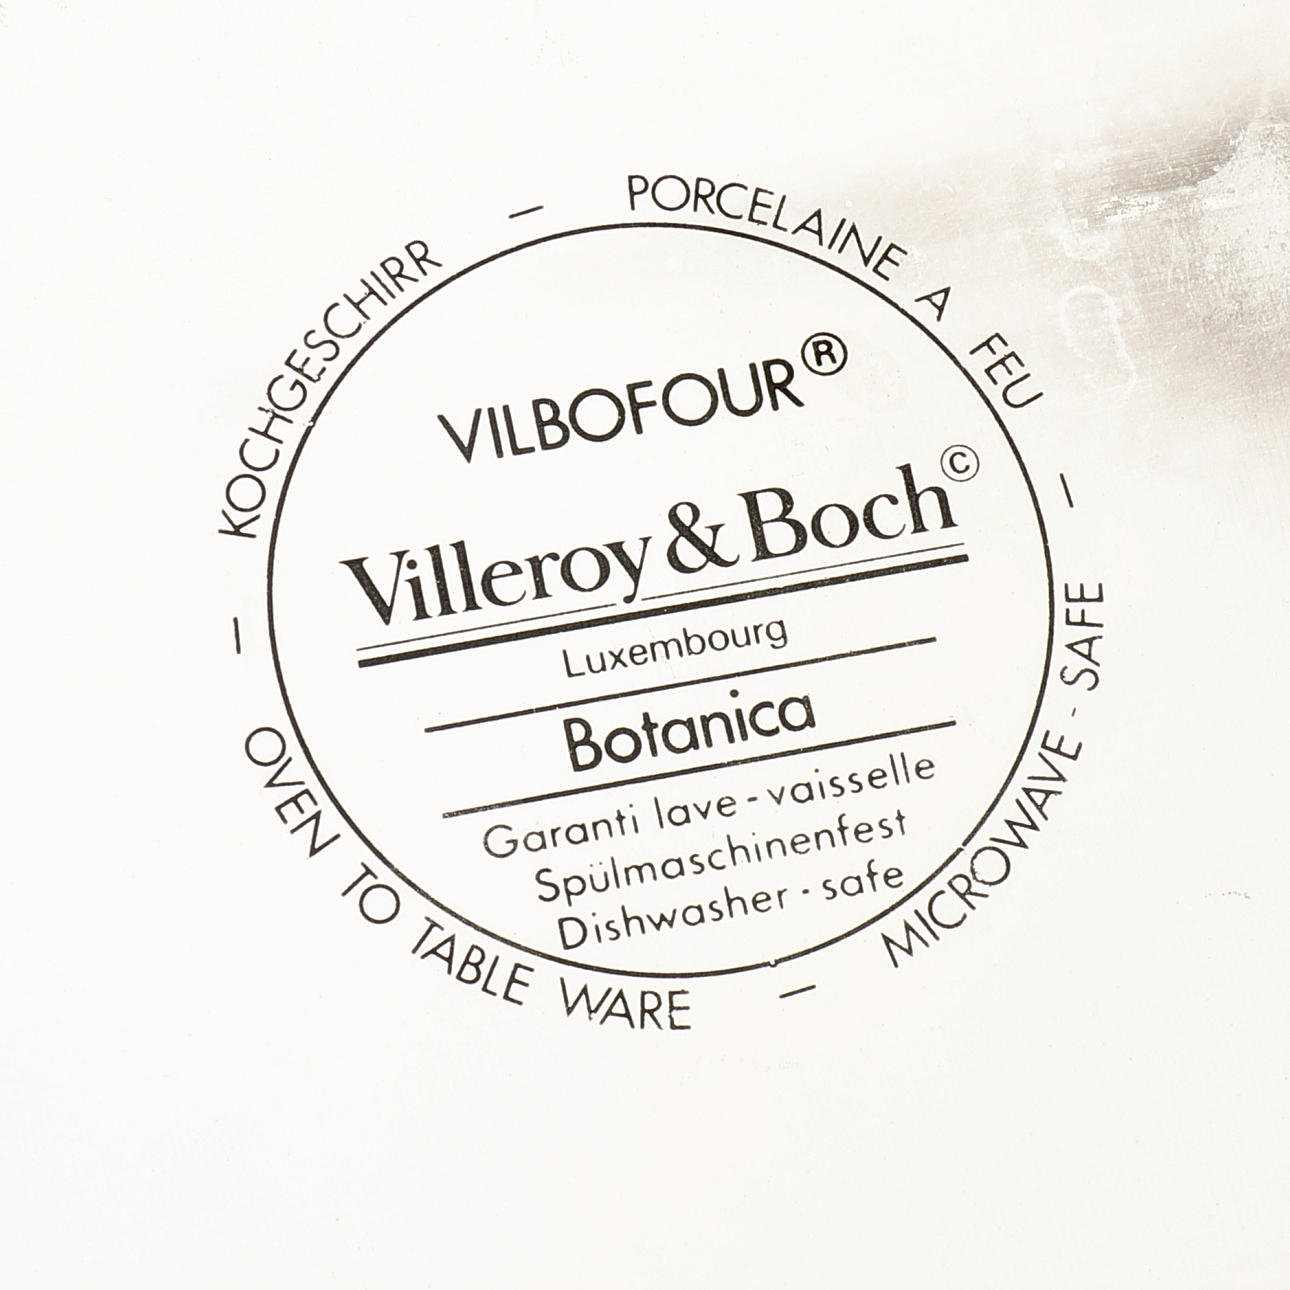 KOCHGESCHIRR – PORCELAINE A FEU – MICROWAVE - SAFE – OVEN TO TABLE WARE –
VILBOFOUR®
Villeroy & Boch©
Luxembourg
Botanica
Garanti lave-vaisselle
Spülmaschinenfest
Dishwasher · safe